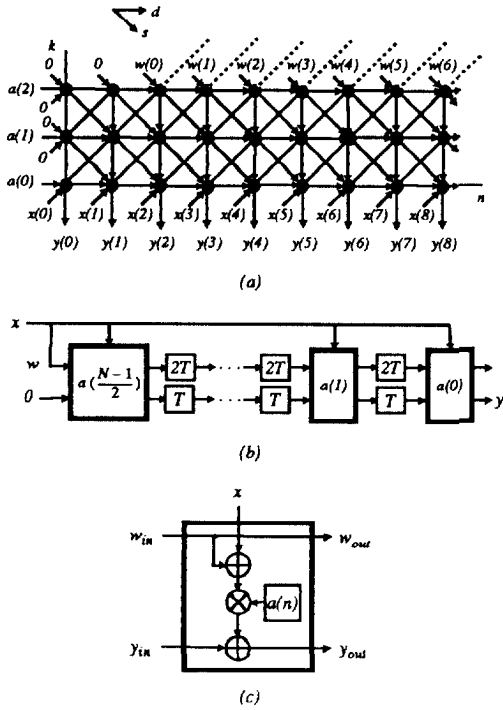 d
s
k
0 0 w(0) w(1) w(2) w(3) w(4) w(5) w(6)
a(2)
0
0
a(1)
0
a(0)
n
x(0) x(1) x(2) x(3) x(4) x(5) x(6) x(7) x(8)
y(0) y(1) y(2) y(3) y(4) y(5) y(6) y(7) y(8)
(a)
x
w
a(N-1/2) 2T ... 2T a(1) 2T a(0)
0
T ... T T
y
(b)
x
w_in w_out
a(n)
y_in y_out
(c)